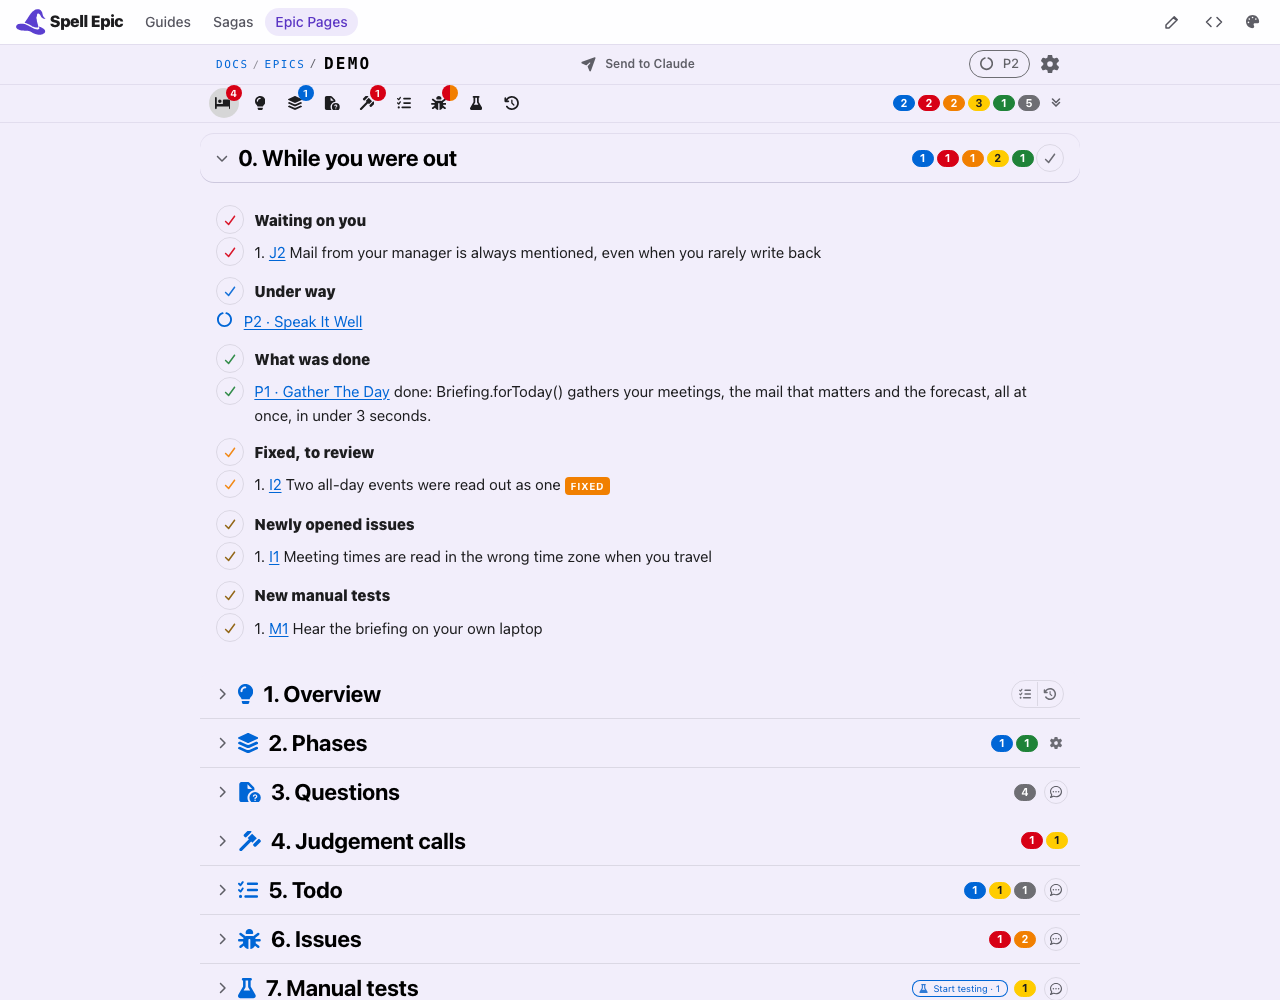 Spell Epic Guides Sagas Epic Pages
DOCS / EPICS / DEMO Send to Claude P2
4 1 1 2 2 2 3 1 5
0. While you were out 1 1 1 2 1
Waiting on you
1. J2 Mail from your manager is always mentioned, even when you rarely write back
Under way
P2 · Speak It Well
What was done
P1 · Gather The Day done: Briefing.forToday() gathers your meetings, the mail that matters and the forecast, all at
once, in under 3 seconds.
Fixed, to review
1. I2 Two all-day events were read out as one FIXED
Newly opened issues
1. I1 Meeting times are read in the wrong time zone when you travel
New manual tests
1. M1 Hear the briefing on your own laptop
1. Overview
2. Phases 1 1
3. Questions 4
4. Judgement calls 1 1
5. Todo 1 1 1
6. Issues 1 2
7. Manual tests Start testing · 1 1